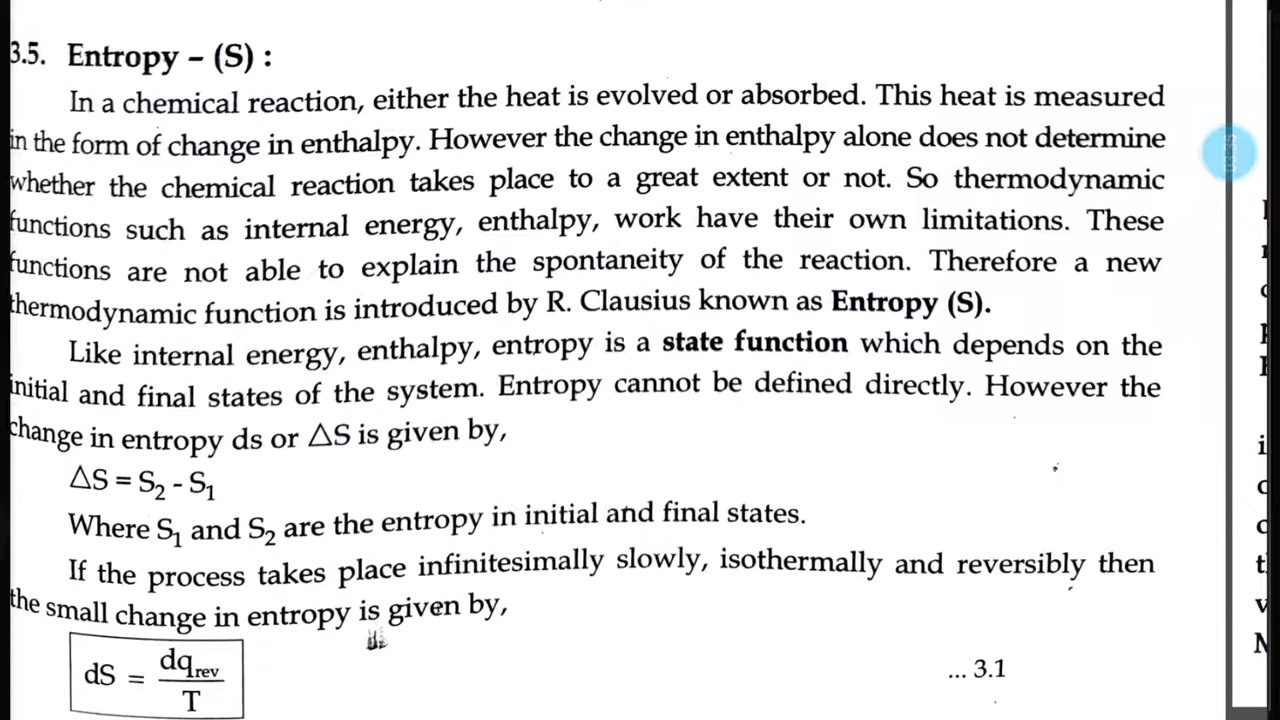 3.5. Entropy – (S) :
In a chemical reaction, either the heat is evolved or absorbed. This heat is measured
in the form of change in enthalpy. However the change in enthalpy alone does not determine
whether the chemical reaction takes place to a great extent or not. So thermodynamic
functions such as internal energy, enthalpy, work have their own limitations. These
functions are not able to explain the spontaneity of the reaction. Therefore a new
thermodynamic function is introduced by R. Clausius known as Entropy (S).
Like internal energy, enthalpy, entropy is a state function which depends on the
initial and final states of the system. Entropy cannot be defined directly. However the
change in entropy ds or △S is given by,
△S = S₂ - S₁
Where S₁ and S₂ are the entropy in initial and final states.
If the process takes place infinitesimally slowly, isothermally and reversibly then
the small change in entropy is given by,
dS = dq_rev / T ... 3.1